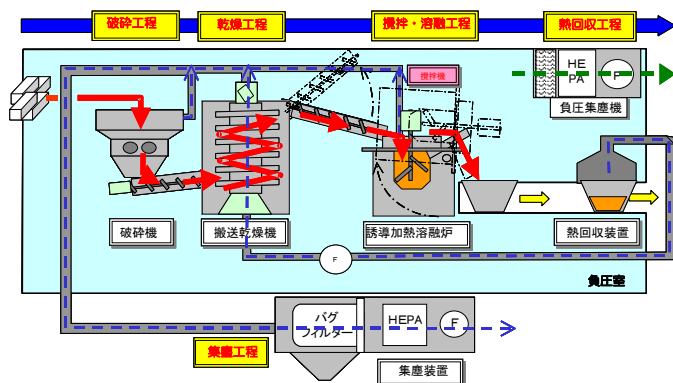 破砕工程
乾燥工程
攪拌・溶融工程
熱回収工程
攪拌機
HE
PA
F
負圧集塵機
破砕機
搬送乾燥機
誘導加熱溶融炉
熱回収装置
F
負圧室
バグ
フィルター
HEPA
F
集塵工程
集塵装置